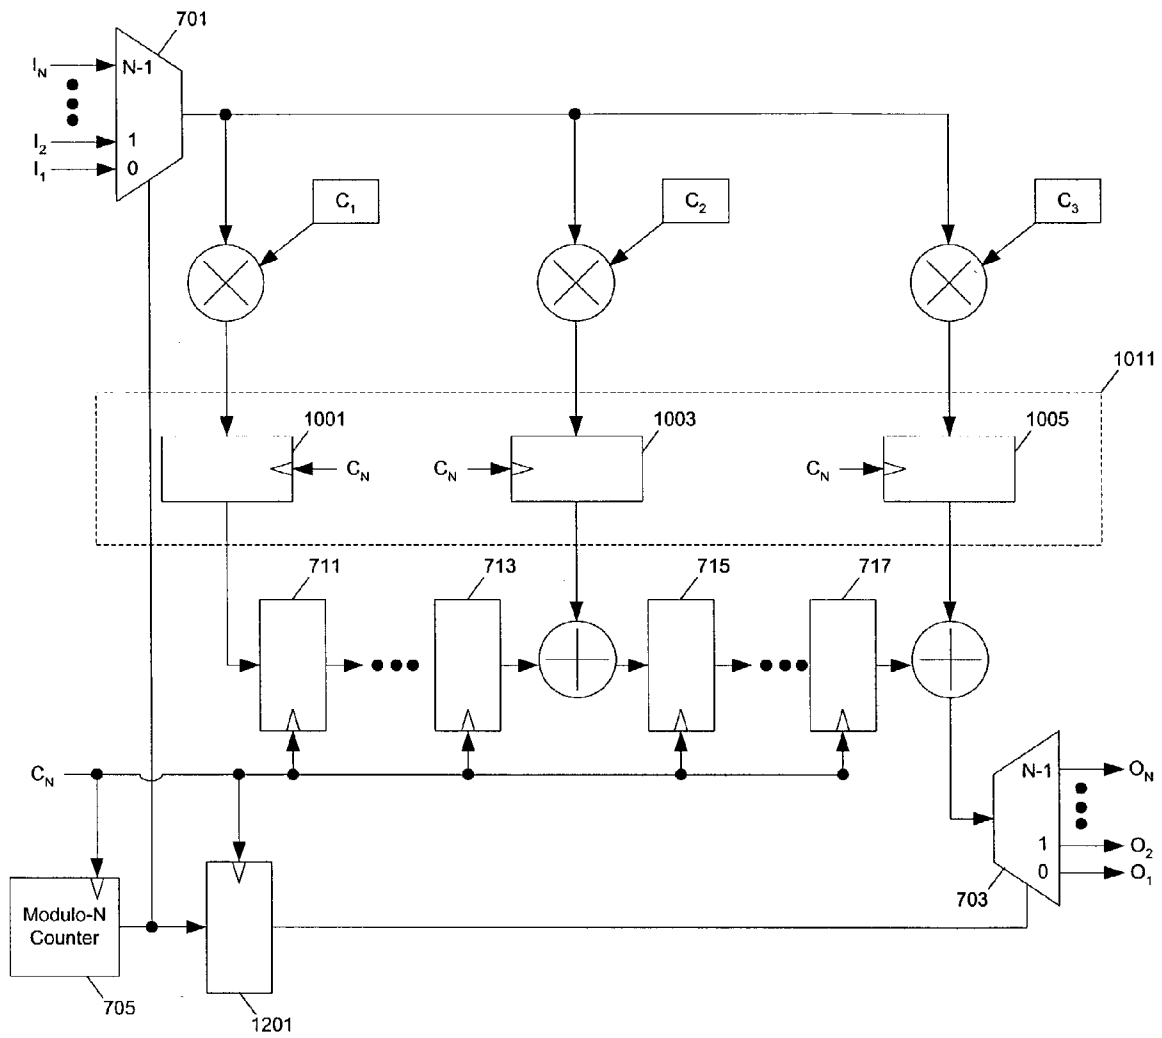 701
I_N
N-1
I_2
1
I_1
0
C_1
C_2
C_3
1011
1001
1003
1005
C_N
C_N
C_N
711
713
715
717
C_N
N-1
O_N
1
O_2
0
O_1
703
Modulo-N
Counter
705
1201